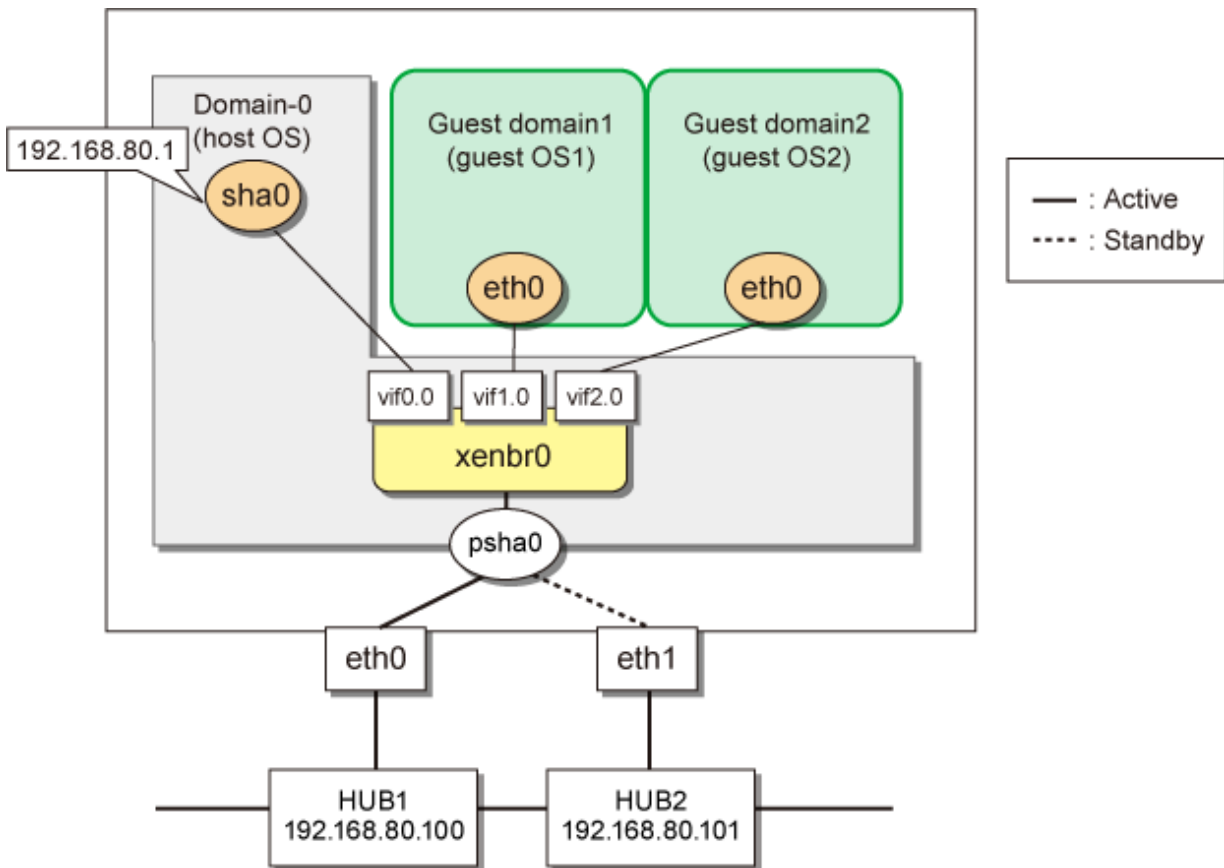 Domain-0
(host OS)
192.168.80.1
sha0
Guest domain1
(guest OS1)
eth0
Guest domain2
(guest OS2)
eth0
: Active
: Standby
vif0.0
vif1.0
vif2.0
xenbr0
psha0
eth0
eth1
HUB1
192.168.80.100
HUB2
192.168.80.101